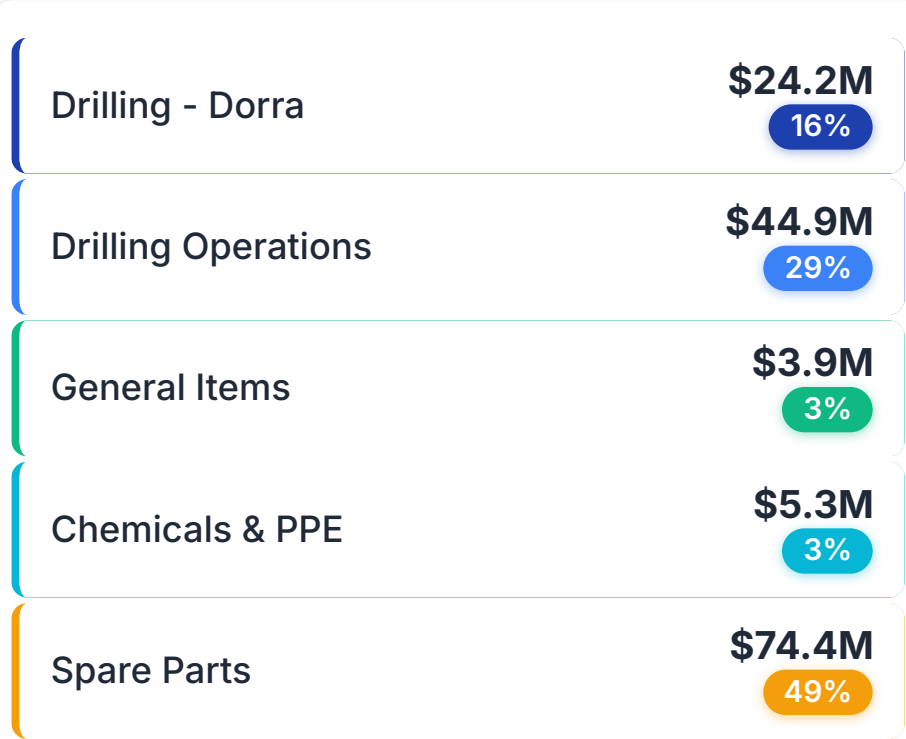 Drilling - Dorra
$24.2M
16%
Drilling Operations
$44.9M
29%
General Items
$3.9M
3%
Chemicals & PPE
$5.3M
3%
Spare Parts
$74.4M
49%